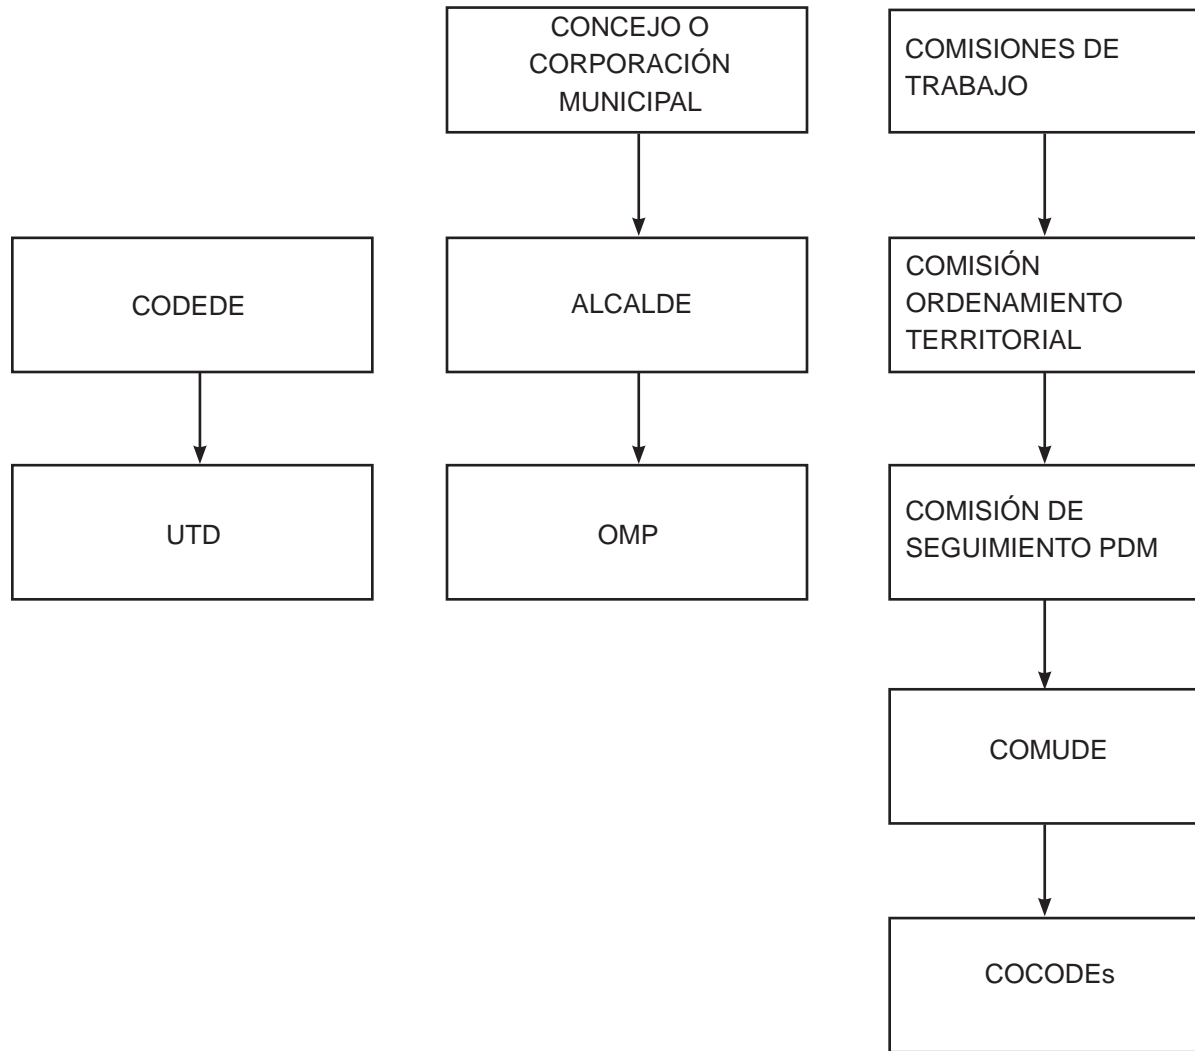 CONCEJO O
CORPORACIÓN
MUNICIPAL
COMISIONES DE
TRABAJO
CODEDE
ALCALDE
COMISIÓN
ORDENAMIENTO
TERRITORIAL
UTD
OMP
COMISIÓN DE
SEGUIMIENTO PDM
COMUDE
COCODEs